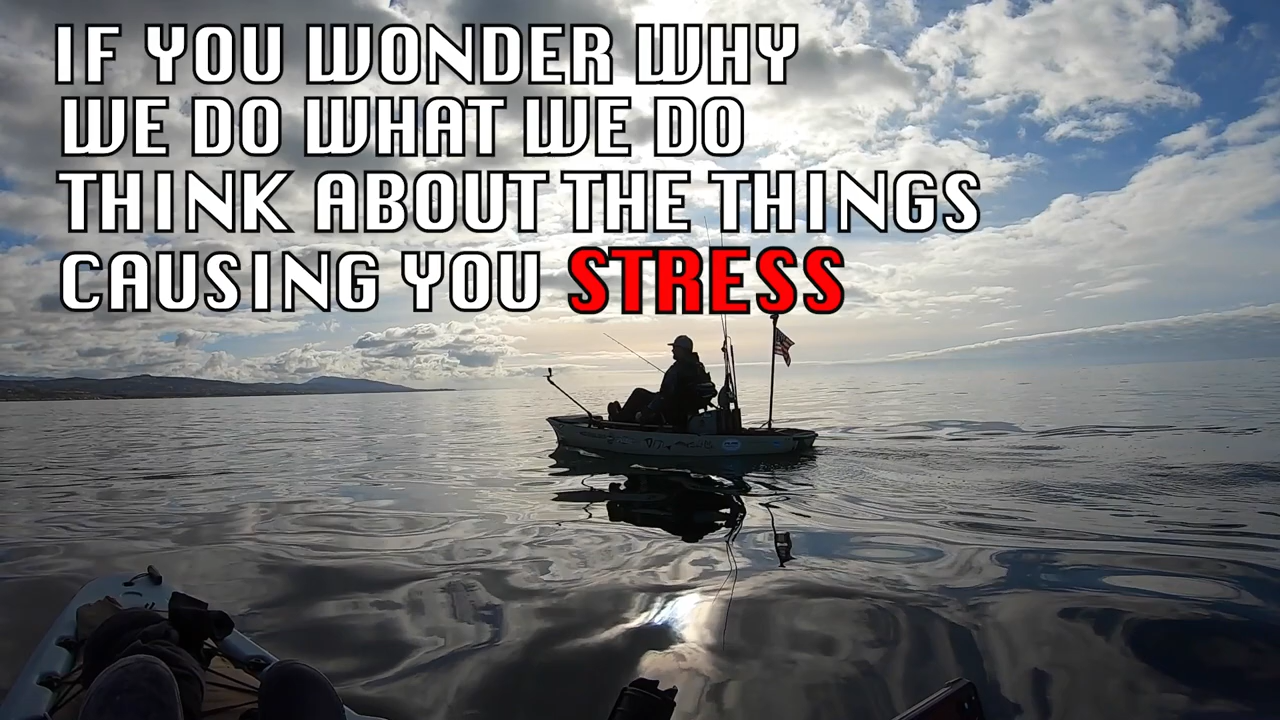 IF YOU WONDER WHY
WE DO WHAT WE DO
THINK ABOUT THE THINGS
CAUSING YOU STRESS